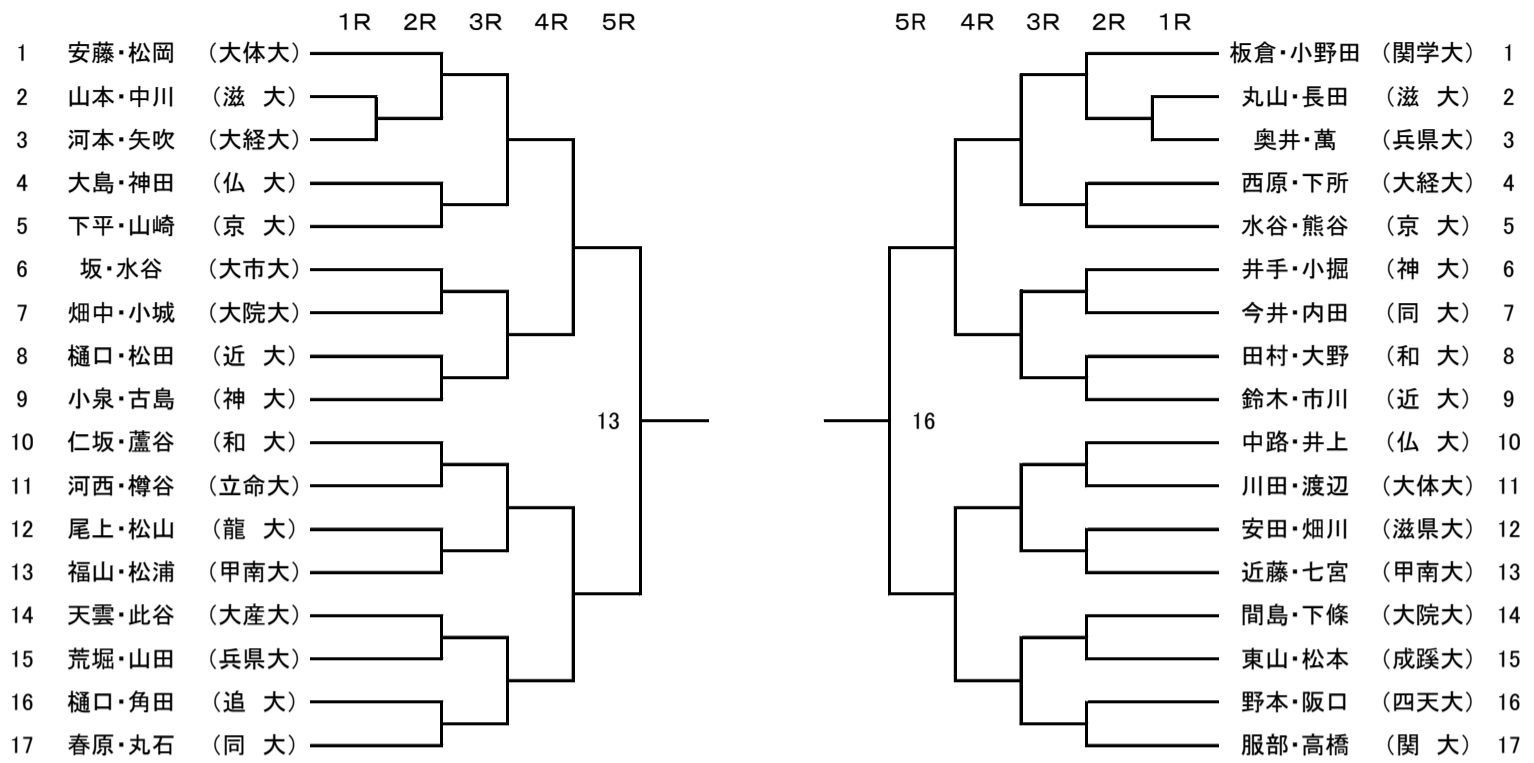 1R 2R 3R 4R 5R 5R 4R 3R 2R 1R
1 安藤・松岡 (大体大) 板倉・小野田 (関学大) 1
2 山本・中川 (滋 大) 丸山・長田 (滋 大) 2
3 河本・矢吹 (大経大) 奥井・萬 (兵県大) 3
4 大島・神田 (仏 大) 西原・下所 (大経大) 4
5 下平・山崎 (京 大) 水谷・熊谷 (京 大) 5
6 坂・水谷 (大市大) 井手・小掘 (神 大) 6
7 畑中・小城 (大院大) 今井・内田 (同 大) 7
8 樋口・松田 (近 大) 田村・大野 (和 大) 8
9 小泉・古島 (神 大) 鈴木・市川 (近 大) 9
13 16
10 仁坂・蘆谷 (和 大) 中路・井上 (仏 大) 10
11 河西・樽谷 (立命大) 川田・渡辺 (大体大) 11
12 尾上・松山 (龍 大) 安田・畑川 (滋県大) 12
13 福山・松浦 (甲南大) 近藤・七宮 (甲南大) 13
14 天雲・此谷 (大産大) 間島・下條 (大院大) 14
15 荒堀・山田 (兵県大) 東山・松本 (成蹊大) 15
16 樋口・角田 (追 大) 野本・阪口 (四天大) 16
17 春原・丸石 (同 大) 服部・高橋 (関 大) 17